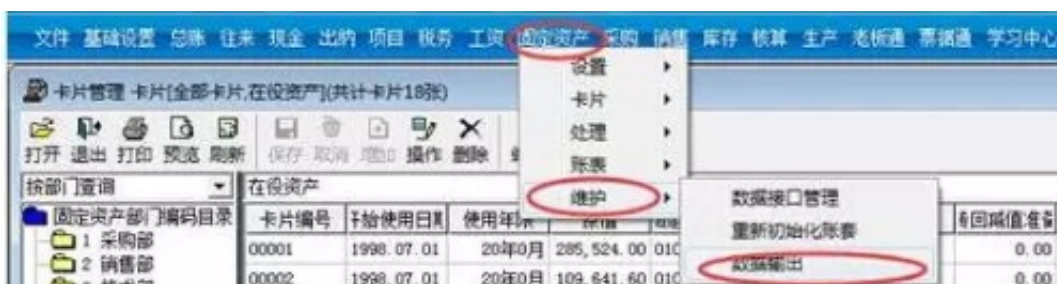 文件 基础设置 总账 往来 现金 出纳 项目 税务 工资 固定资产 采购 销售 库存 核算 生产 老板通 票据通 学习中心
设置
卡片管理 卡片[全部卡片,在役资产](共计卡片18张)
卡片
处理
打开 退出 打印 预览 刷新 保存 取消 增加 操作 删除
账表
按部门查询 在役资产
维护 数据接口管理
固定资产部门编码目录 卡片编号 开始使用日期 使用年限 原值 重新初始化账套
1 采购部 00001 1998.07.01 20年0月 285,524.00 010 0.00
数据输出
2 销售部 00002 1998.07.01 20年0月 109,641.60 010 0.00